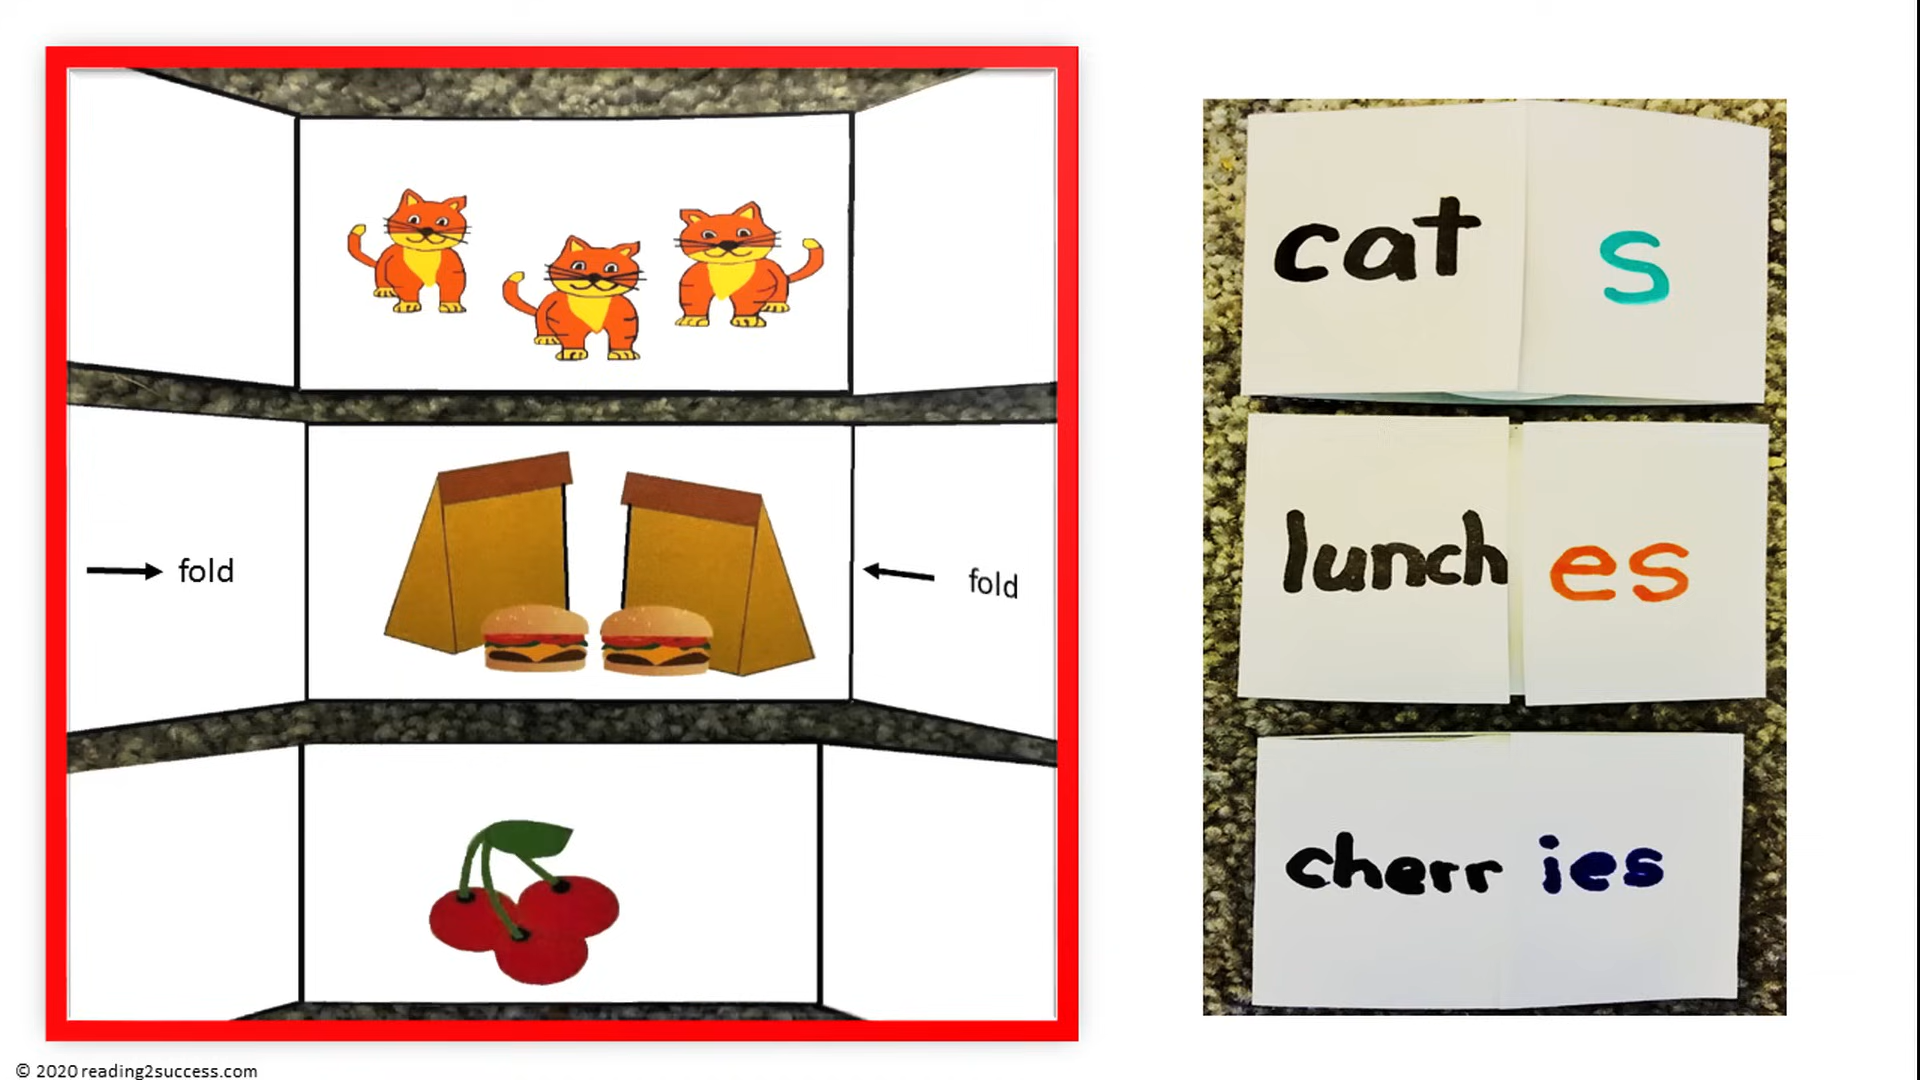 fold
fold
cat s
lunch es
cherr ies
© 2020 reading2success.com